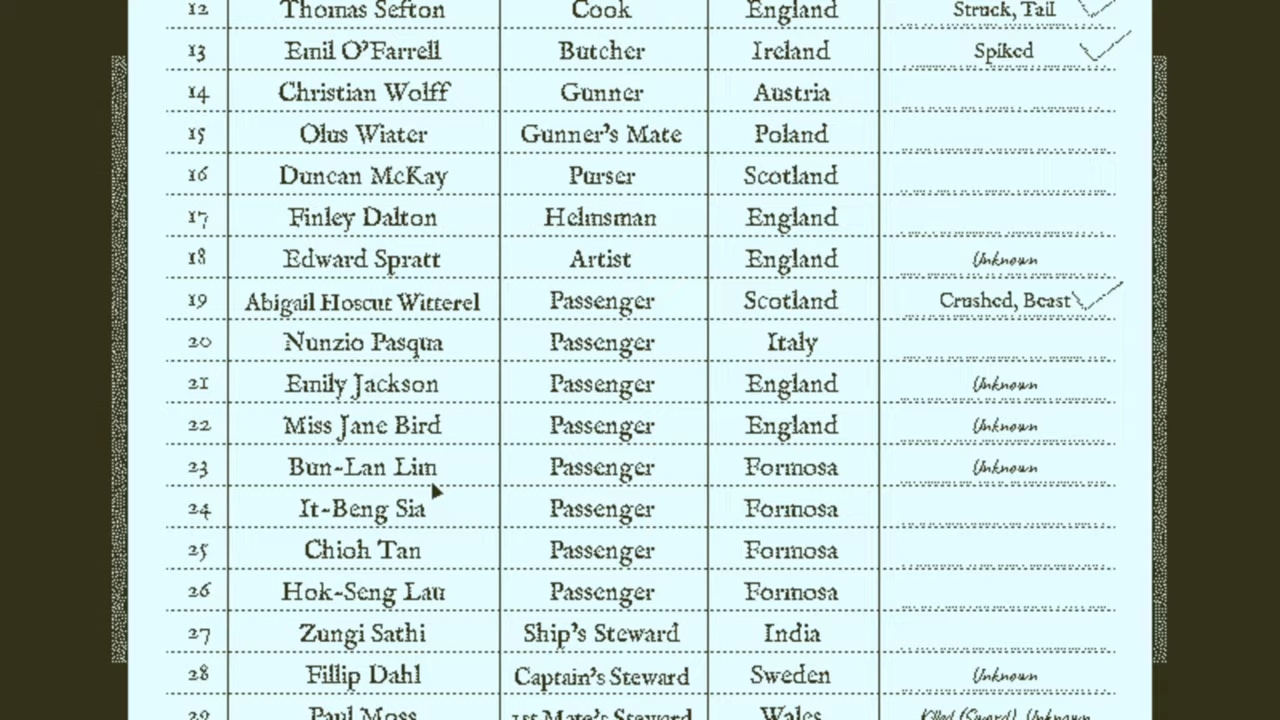 12 Thomas Sefton Cook England Struck, Tail
13 Emil O'Farrell Butcher Ireland Spiked
14 Christian Wolff Gunner Austria
15 Olus Wiater Gunner's Mate Poland
16 Duncan McKay Purser Scotland
17 Finley Dalton Helmsman England
18 Edward Spratt Artist England Unknown
19 Abigail Hoscut Witterel Passenger Scotland Crushed, Beast
20 Nunzio Pasqua Passenger Italy
21 Emily Jackson Passenger England Unknown
22 Miss Jane Bird Passenger England Unknown
23 Bun-Lan Lim Passenger Formosa Unknown
24 It-Beng Sia Passenger Formosa
25 Chioh Tan Passenger Formosa
26 Hok-Seng Lau Passenger Formosa
27 Zungi Sathi Ship's Steward India
28 Fillip Dahl Captain's Steward Sweden Unknown
29 Paul Moss 1st Mate's Steward Wales Killed (Sword), Unknown